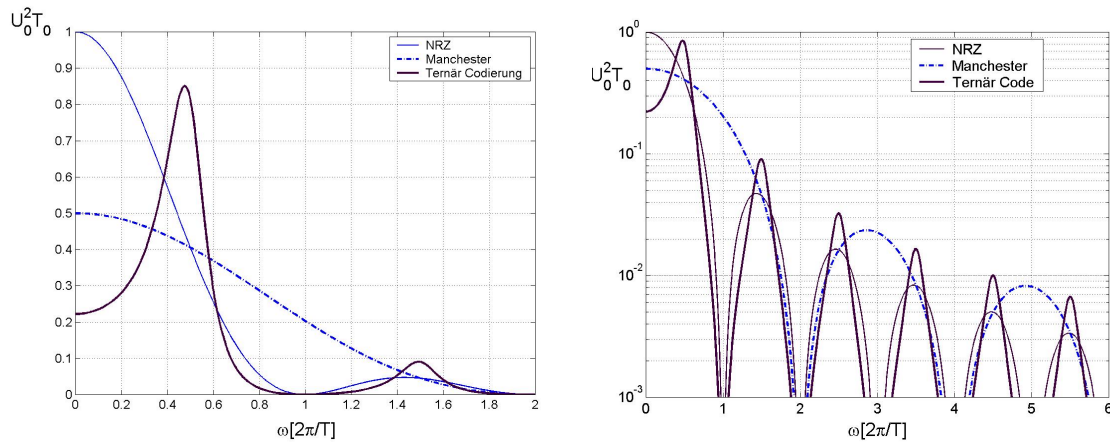 U₀²T₀
1
0.9
0.8
0.7
0.6
0.5
0.4
0.3
0.2
0.1
0
0 0.2 0.4 0.6 0.8 1 1.2 1.4 1.6 1.8 2
ω[2π/T]
NRZ
Manchester
Ternär Codierung
U₀²T₀
10⁰
10⁻¹
10⁻²
10⁻³
0 1 2 3 4 5 6
ω[2π/T]
NRZ
Manchester
Ternär Code